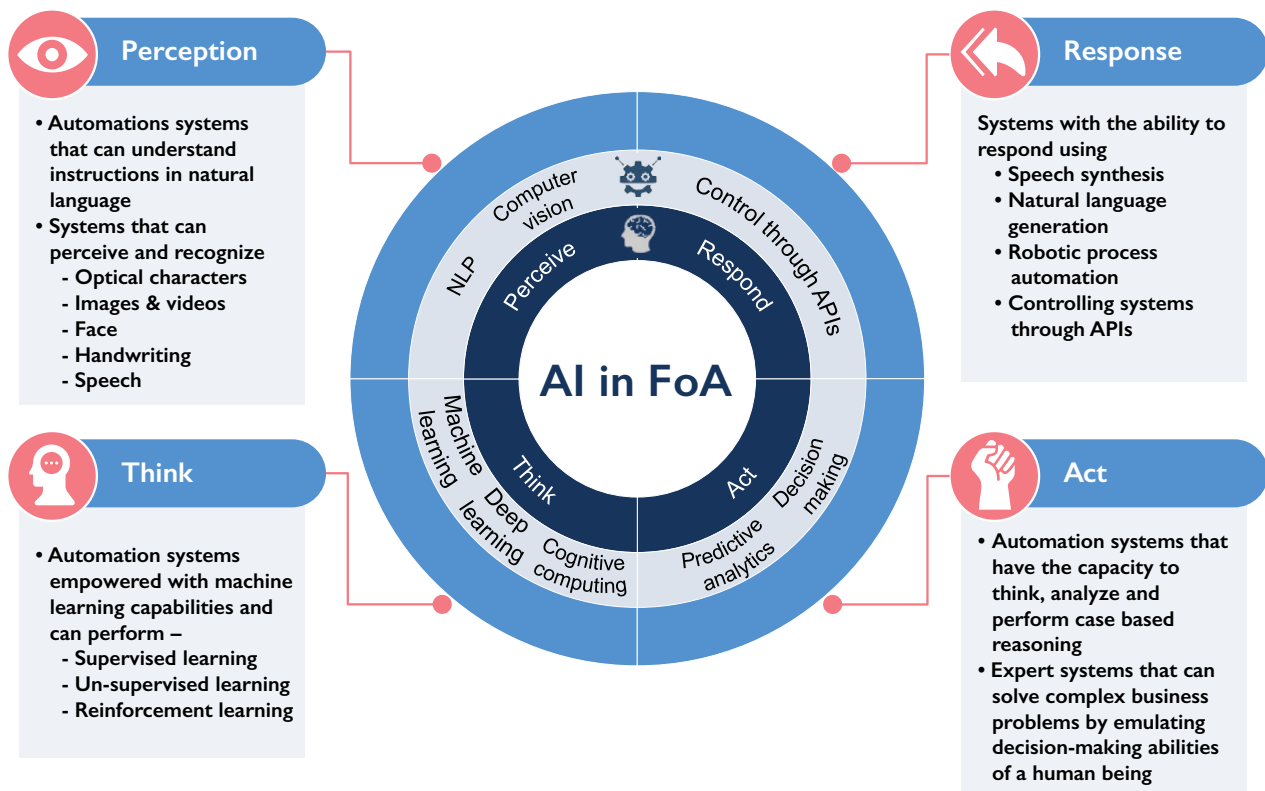 Perception
• Automations systems
that can understand
instructions in natural
language
• Systems that can
perceive and recognize
- Optical characters
- Images & videos
- Face
- Handwriting
- Speech
Response
Systems with the ability to
respond using
• Speech synthesis
• Natural language
generation
• Robotic process
automation
• Controlling systems
through APIs
Computer
vision
NLP
Control through APIs
Perceive
Respond
AI in FoA
Think
Act
Machine
learning
Deep
learning
Cognitive
computing
Predictive
analytics
Decision
making
Think
• Automation systems
empowered with machine
learning capabilities and
can perform –
- Supervised learning
- Un-supervised learning
- Reinforcement learning
Act
• Automation systems that
have the capacity to
think, analyze and
perform case based
reasoning
• Expert systems that can
solve complex business
problems by emulating
decision-making abilities
of a human being